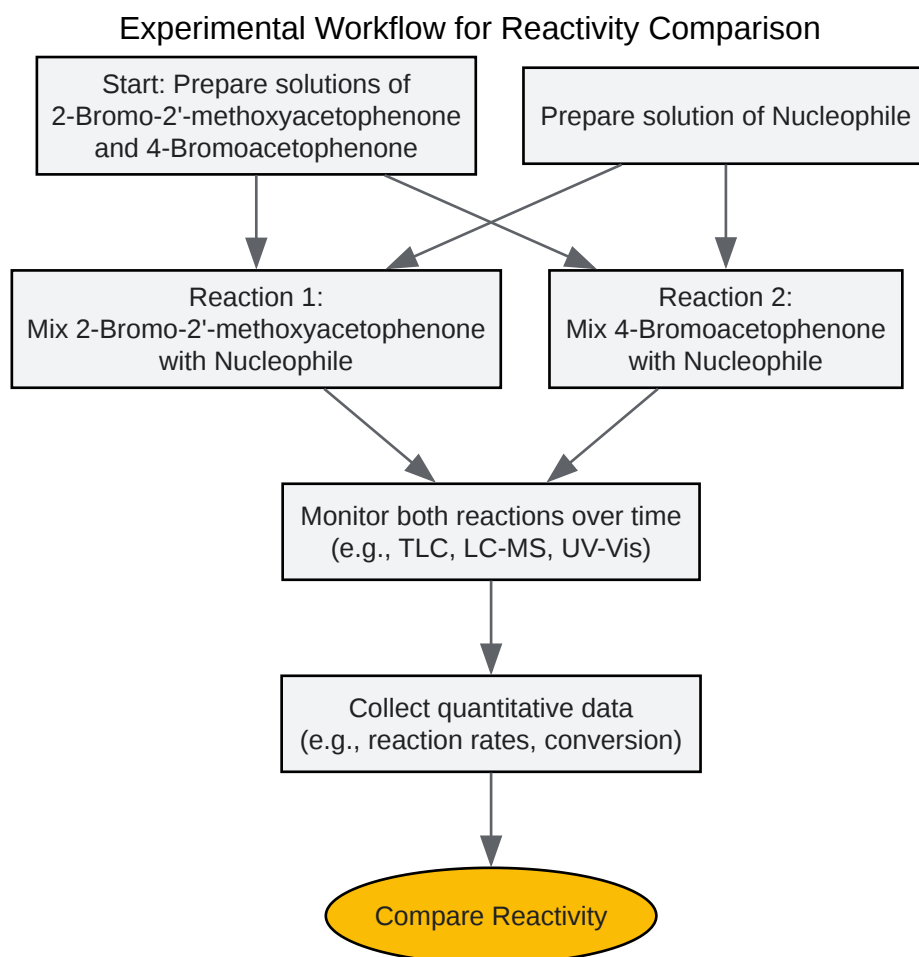 Experimental Workflow for Reactivity Comparison
Start: Prepare solutions of
2-Bromo-2'-methoxyacetophenone
and 4-Bromoacetophenone
Prepare solution of Nucleophile
Reaction 1:
Mix 2-Bromo-2'-methoxyacetophenone
with Nucleophile
Reaction 2:
Mix 4-Bromoacetophenone
with Nucleophile
Monitor both reactions over time
(e.g., TLC, LC-MS, UV-Vis)
Collect quantitative data
(e.g., reaction rates, conversion)
Compare Reactivity